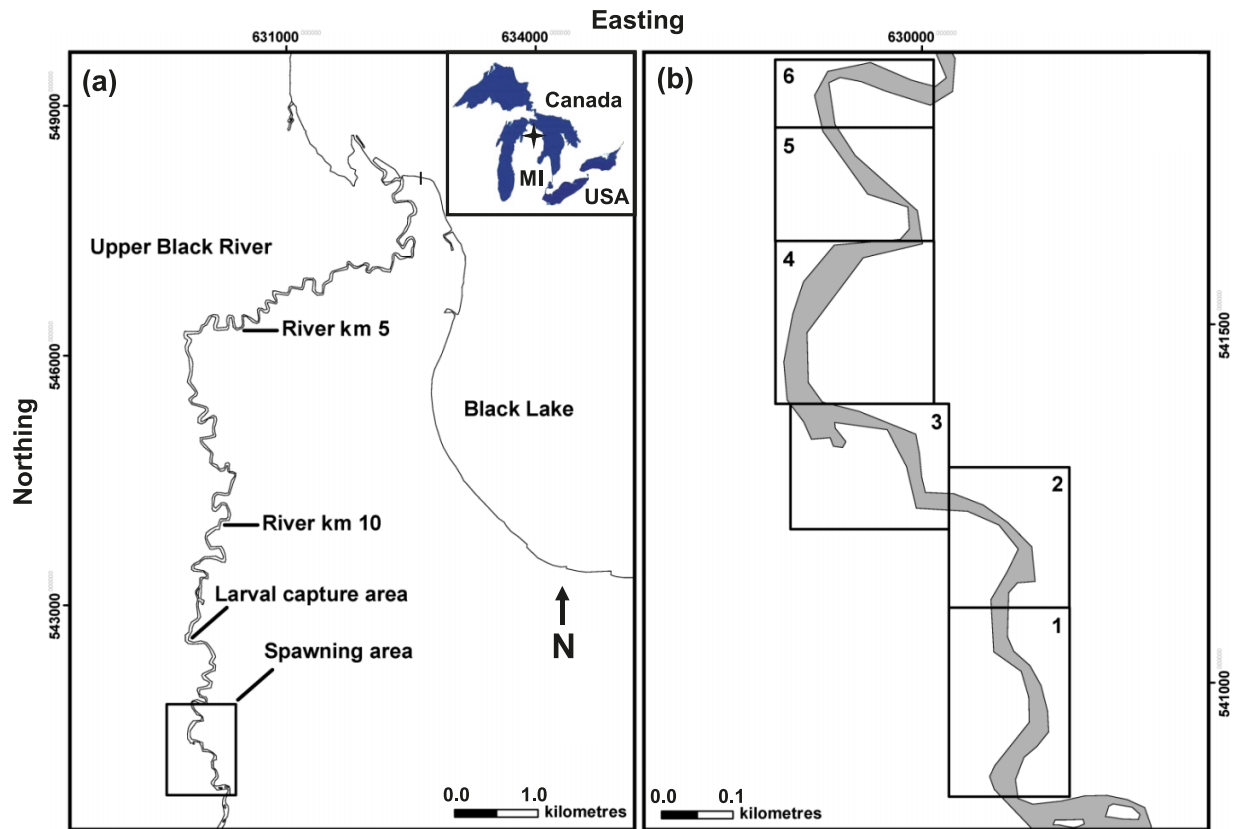 Easting
631000
634000
630000
(a)
Canada
MI
USA
549000
Upper Black River
River km 5
546000
Black Lake
Northing
River km 10
Larval capture area
543000
Spawning area
N
0.0 1.0
kilometres
(b)
6
5
4
541500
3
2
1
541000
0.0 0.1
kilometres